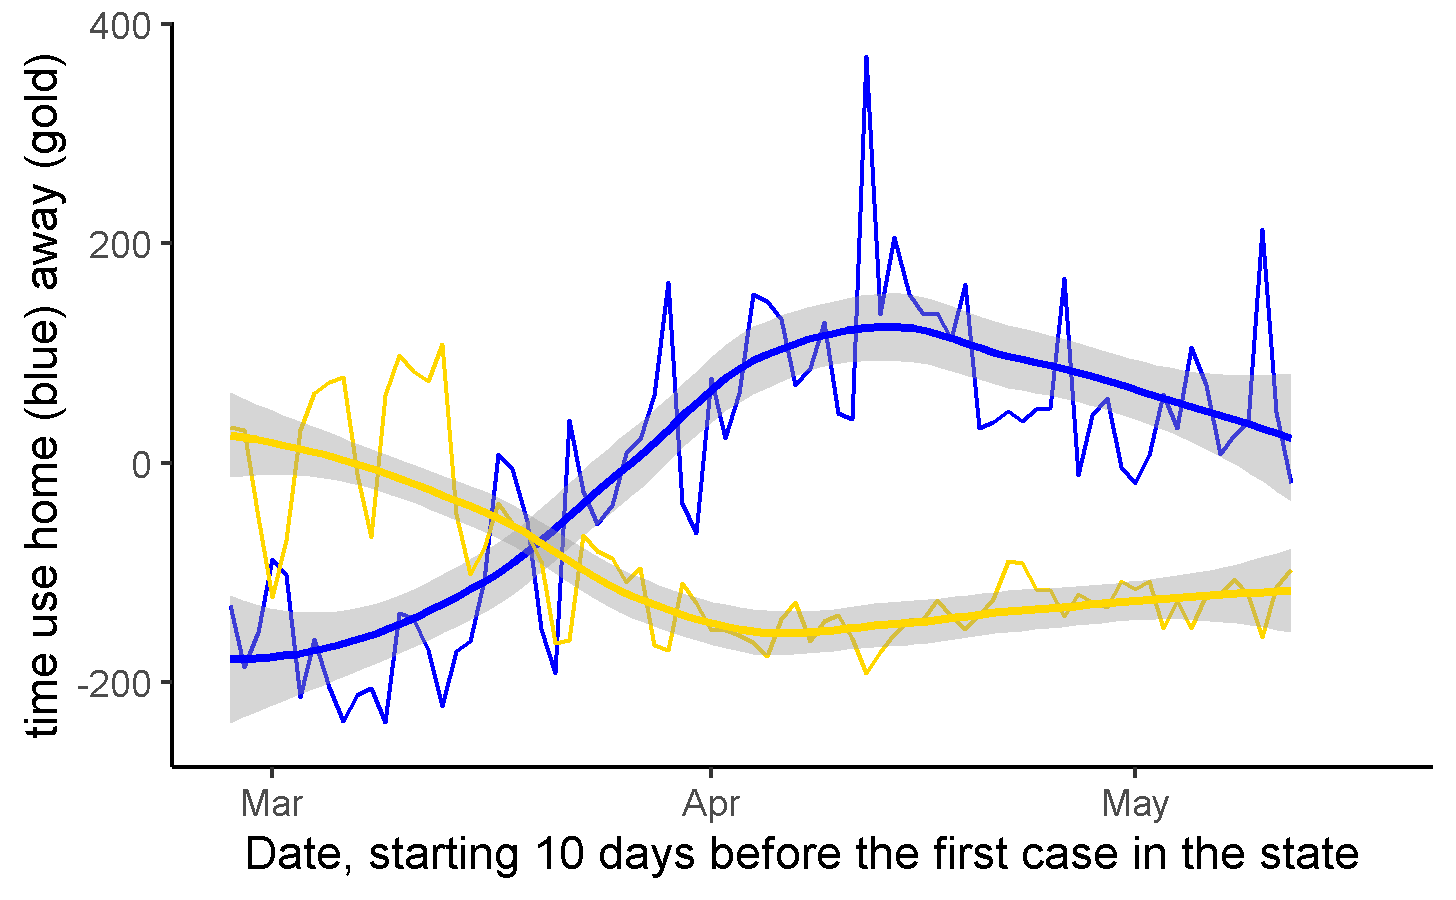 time use home (blue) away (gold)
400
200
0
-200
Mar
Apr
May
Date, starting 10 days before the first case in the state